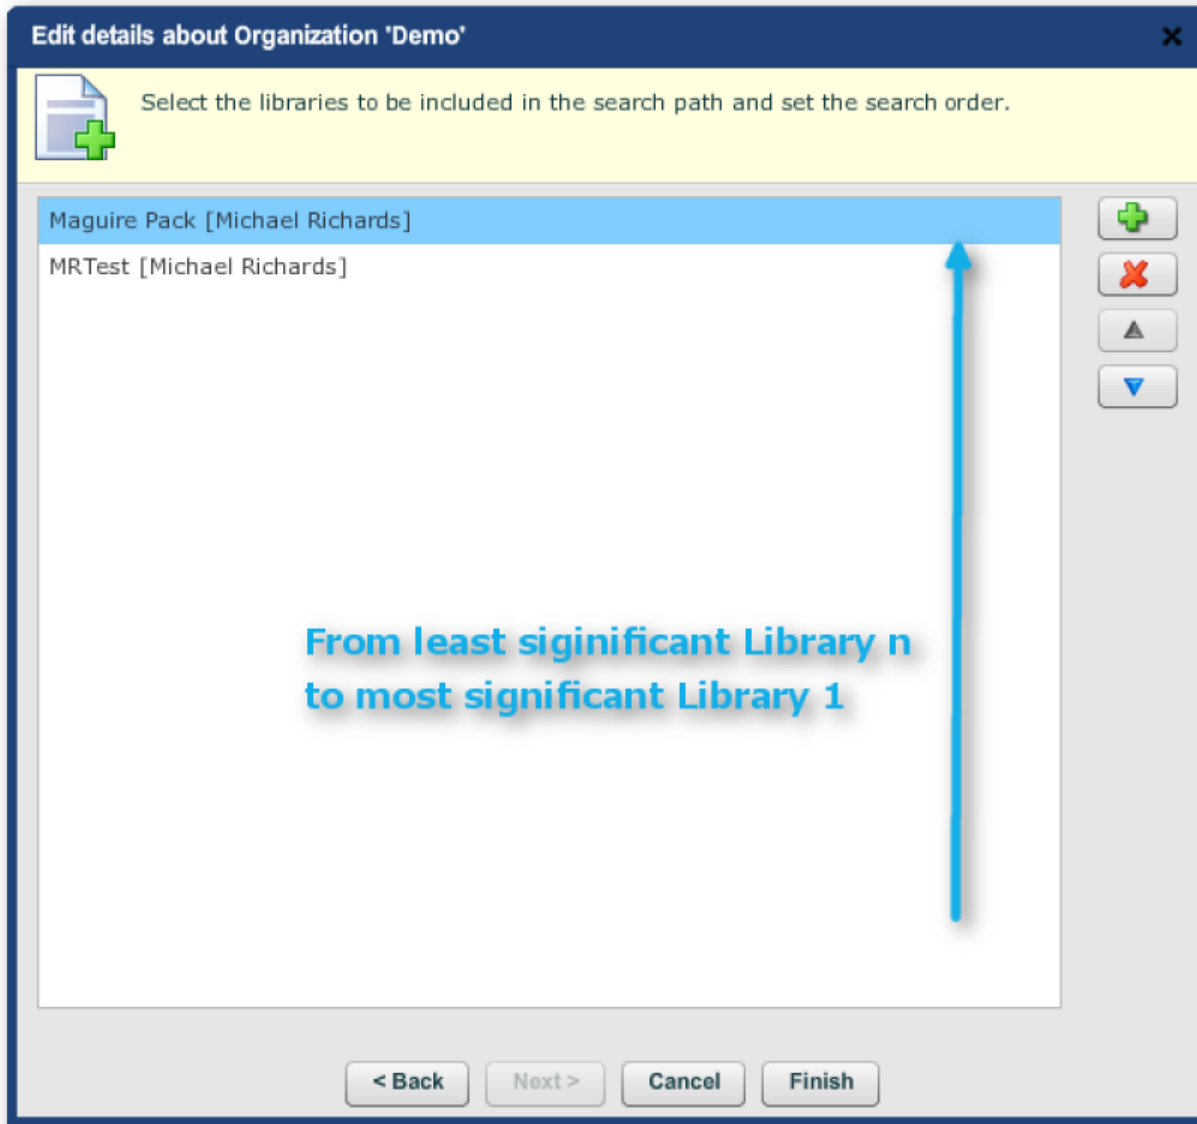 Edit details about Organization 'Demo'
Select the libraries to be included in the search path and set the search order.
Maguire Pack [Michael Richards]
MRTest [Michael Richards]
From least siginificant Library n
to most significant Library 1
< Back Next > Cancel Finish